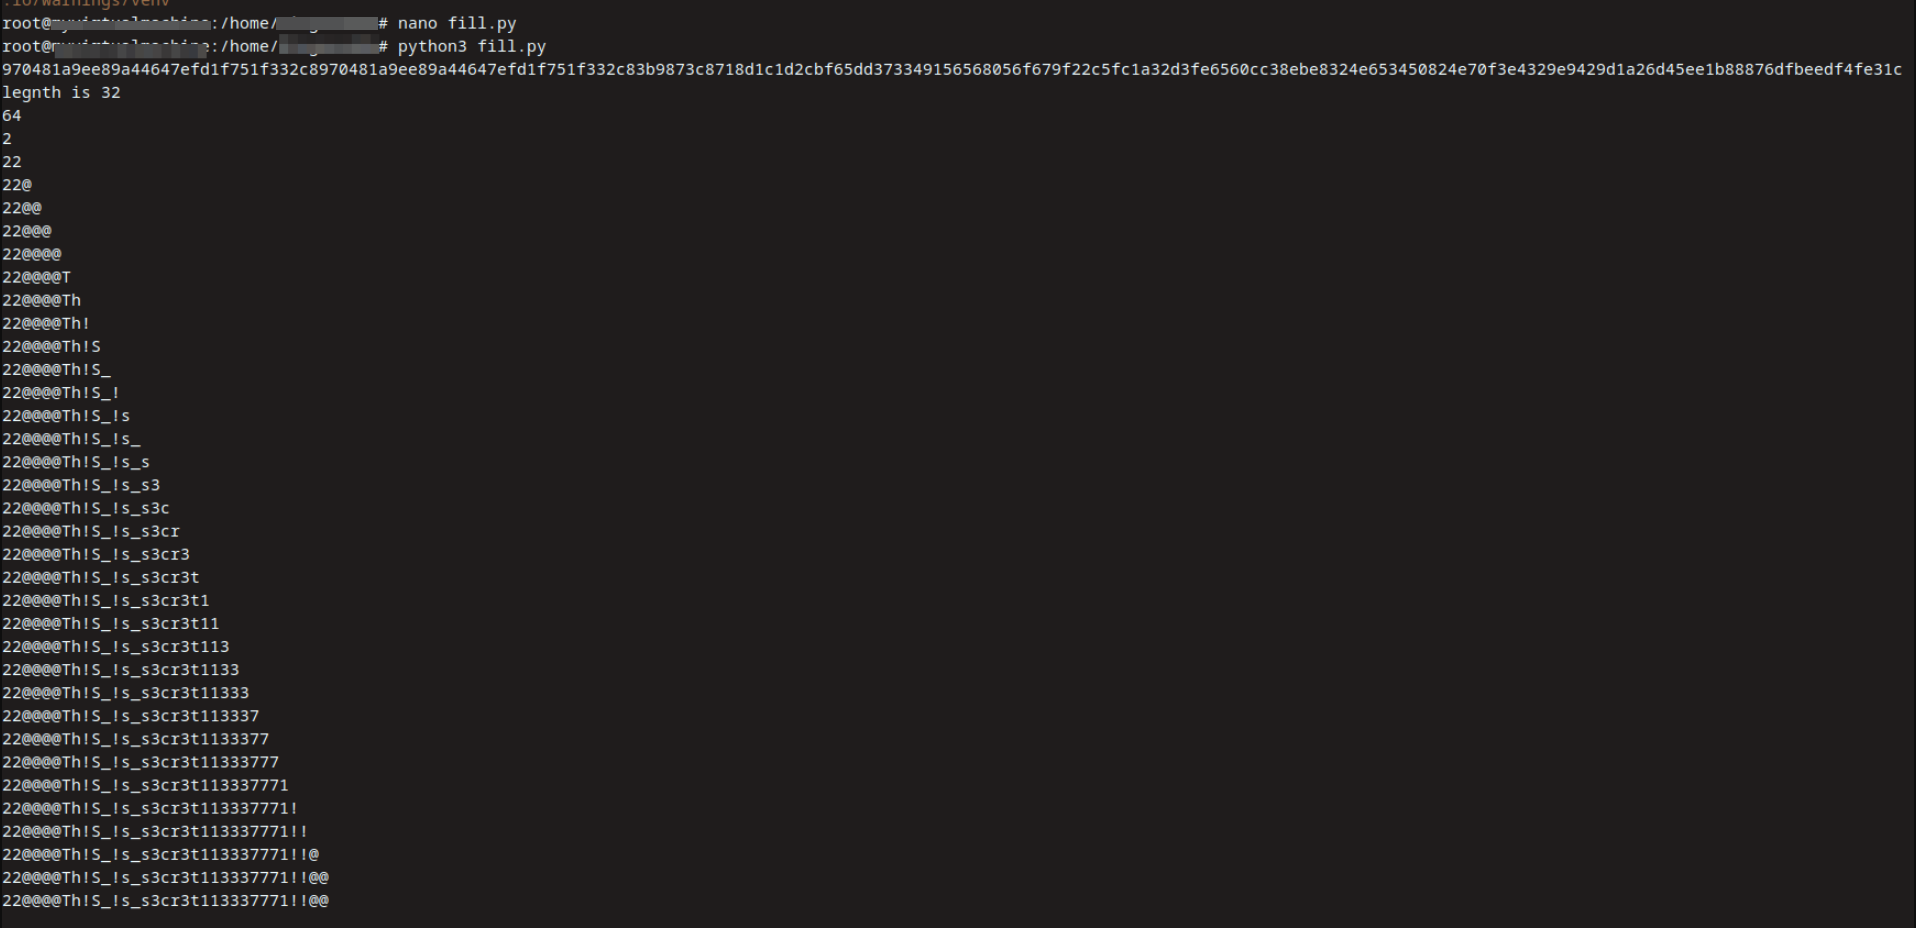 .io/warnings/venv
root@:/home/# nano fill.py
root@:/home/# python3 fill.py
970481a9ee89a44647efd1f751f332c8970481a9ee89a44647efd1f751f332c83b9873c8718d1c1d2cbf65dd373349156568056f679f22c5fc1a32d3fe6560cc38ebe8324e653450824e70f3e4329e9429d1a26d45ee1b88876dfbeedf4fe31c
legnth is 32
64
2
22
22@
22@@
22@@@
22@@@@
22@@@@T
22@@@@Th
22@@@@Th!
22@@@@Th!S
22@@@@Th!S_
22@@@@Th!S_!
22@@@@Th!S_!s
22@@@@Th!S_!s_
22@@@@Th!S_!s_s
22@@@@Th!S_!s_s3
22@@@@Th!S_!s_s3c
22@@@@Th!S_!s_s3cr
22@@@@Th!S_!s_s3cr3
22@@@@Th!S_!s_s3cr3t
22@@@@Th!S_!s_s3cr3t1
22@@@@Th!S_!s_s3cr3t11
22@@@@Th!S_!s_s3cr3t113
22@@@@Th!S_!s_s3cr3t1133
22@@@@Th!S_!s_s3cr3t11333
22@@@@Th!S_!s_s3cr3t113337
22@@@@Th!S_!s_s3cr3t1133377
22@@@@Th!S_!s_s3cr3t11333777
22@@@@Th!S_!s_s3cr3t113337771
22@@@@Th!S_!s_s3cr3t113337771!
22@@@@Th!S_!s_s3cr3t113337771!!
22@@@@Th!S_!s_s3cr3t113337771!!@
22@@@@Th!S_!s_s3cr3t113337771!!@@
22@@@@Th!S_!s_s3cr3t113337771!!@@